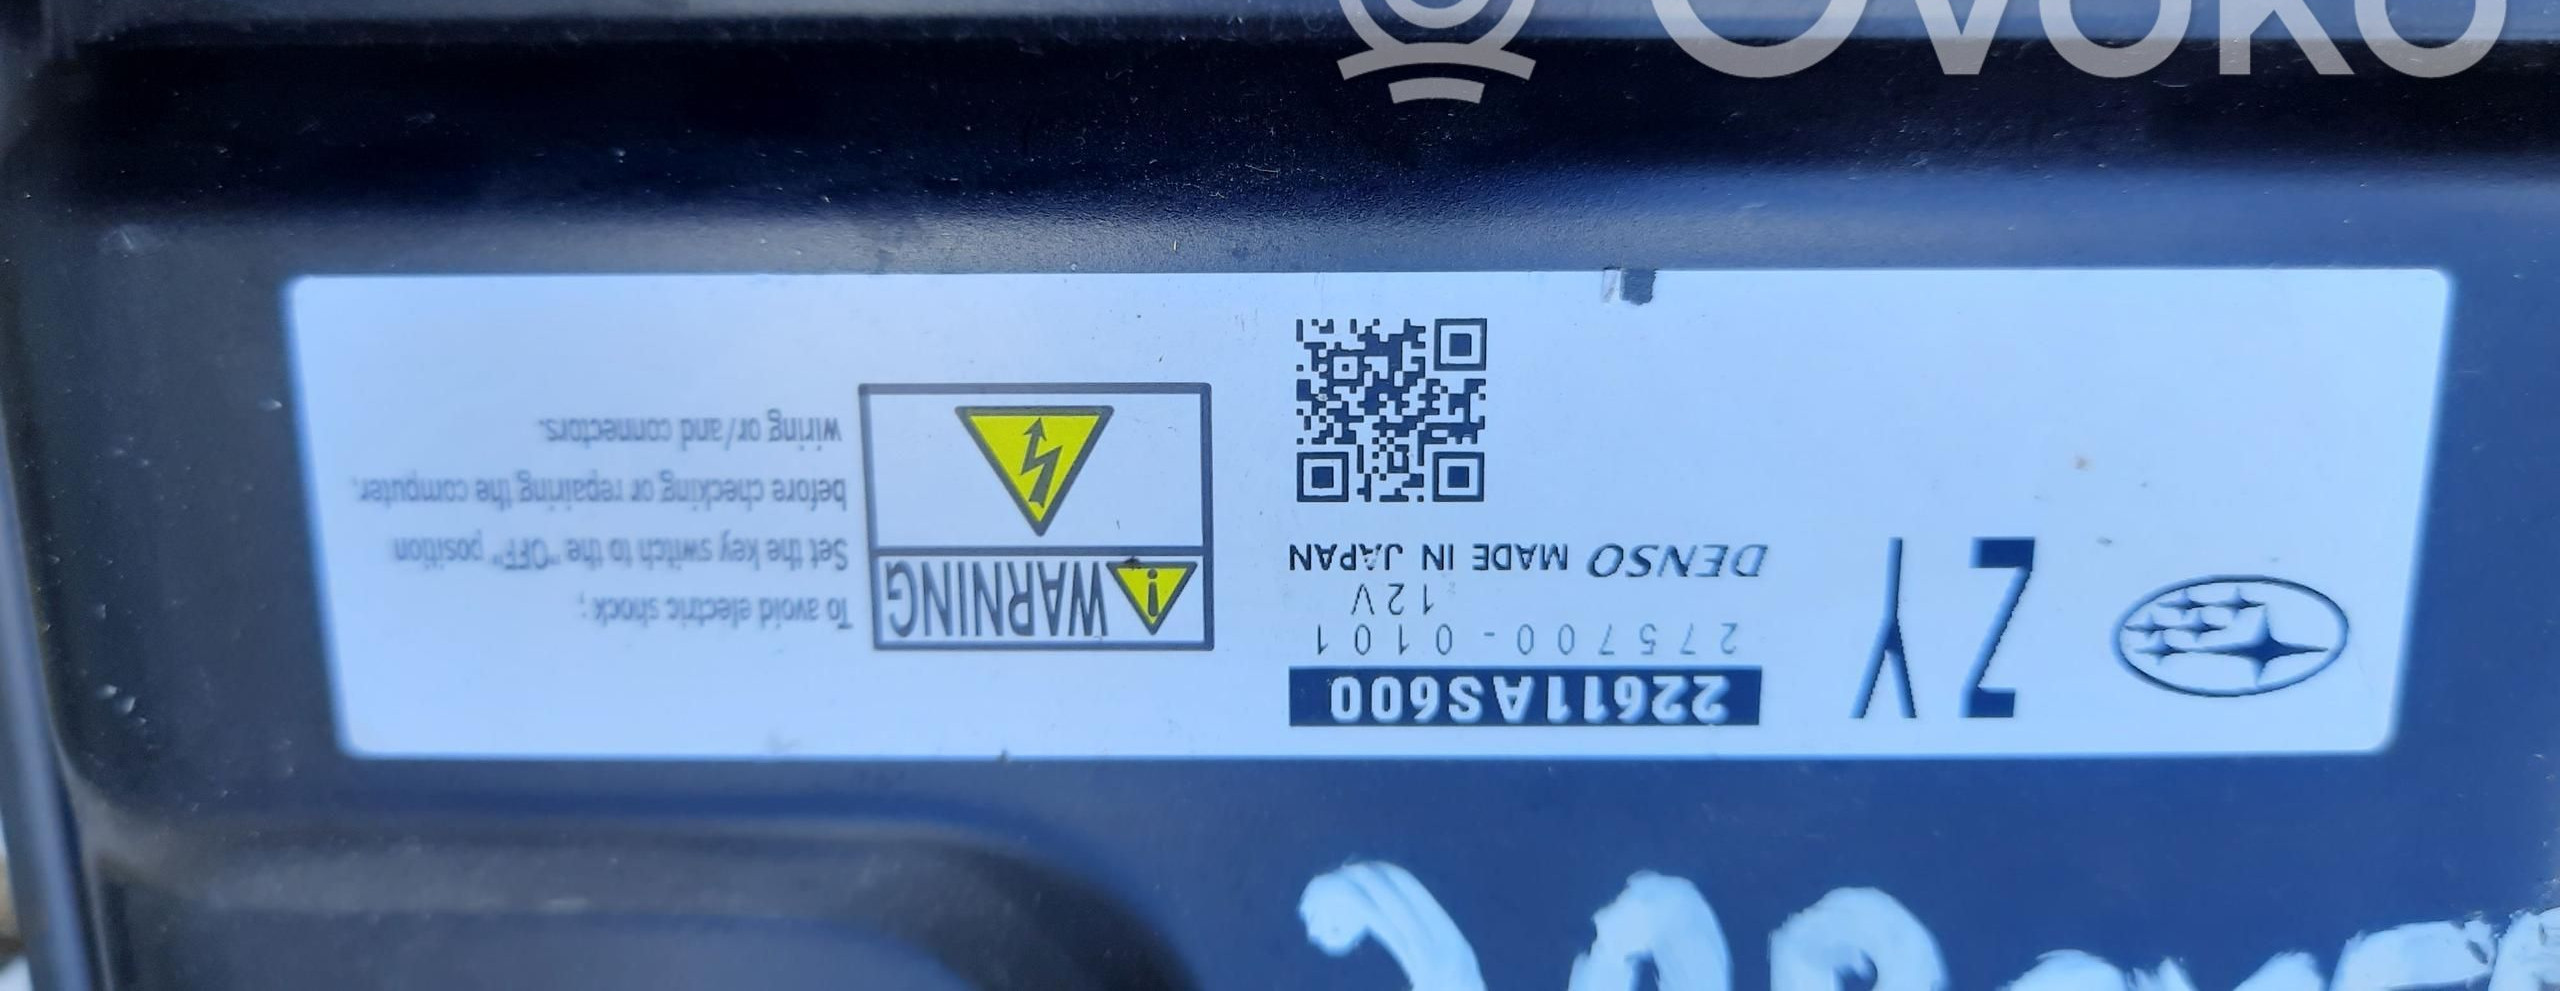 ovoko
ZY
22611AS600
275700-0101
12V
DENSO MADE IN JAPAN
WARNING
To avoid electric shock ;
Set the key switch to the "OFF" position
before checking or repairing the computer,
wiring or/and connectors.